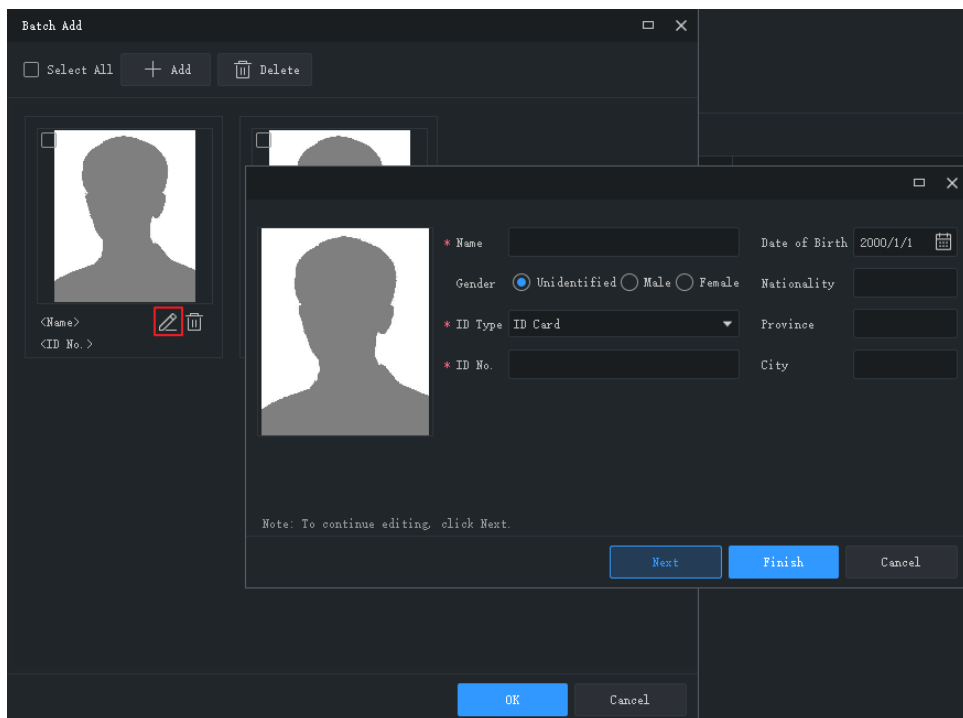 Batch Add
Select All
Add
Delete
<Name>
<ID No.>
* Name
Date of Birth 2000/1/1
Gender Unidentified Male Female
Nationality
* ID Type ID Card
Province
* ID No.
City
Note: To continue editing, click Next.
Next
Finish
Cancel
OK
Cancel